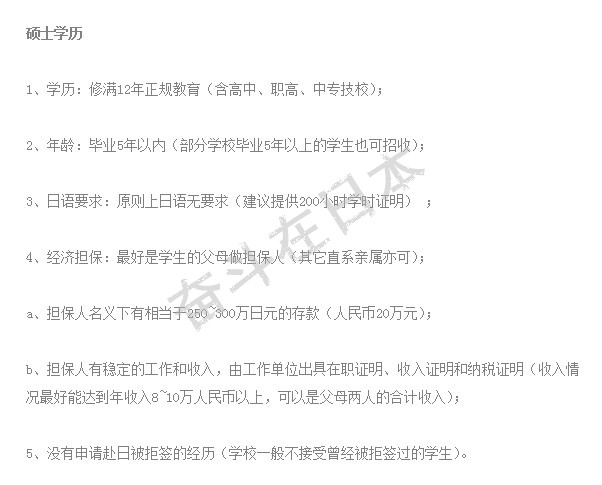 硕士学历
1、学历：修满12年正规教育（含高中、职高、中专技校）；
2、年龄：毕业5年以内（部分学校毕业5年以上的学生也可招收）；
3、日语要求：原则上日语无要求（建议提供200小时学时证明） ；
4、经济担保：最好是学生的父母做担保人（其它直系亲属亦可）；
a、担保人名义下有相当于250~300万日元的存款（人民币20万元）；
b、担保人有稳定的工作和收入，由工作单位出具在职证明、收入证明和纳税证明（收入情
况最好能达到年收入8~10万人民币以上，可以是父母两人的合计收入）；
5、没有申请赴日被拒签的经历（学校一般不接受曾经被拒签过的学生）。
奋斗在日本